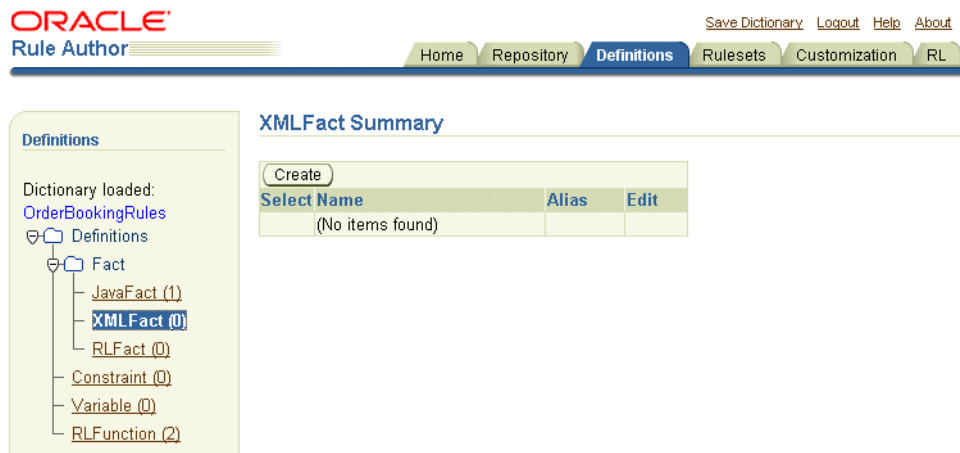 ORACLE
Save Dictionary Logout Help About
Rule Author
Home Repository Definitions Rulesets Customization RL
Definitions
Dictionary loaded:
OrderBookingRules
Definitions
Fact
JavaFact (1)
XMLFact (0)
RLFact (0)
Constraint (0)
Variable (0)
RLFunction (2)
XMLFact Summary
Create
Select Name Alias Edit
(No items found)